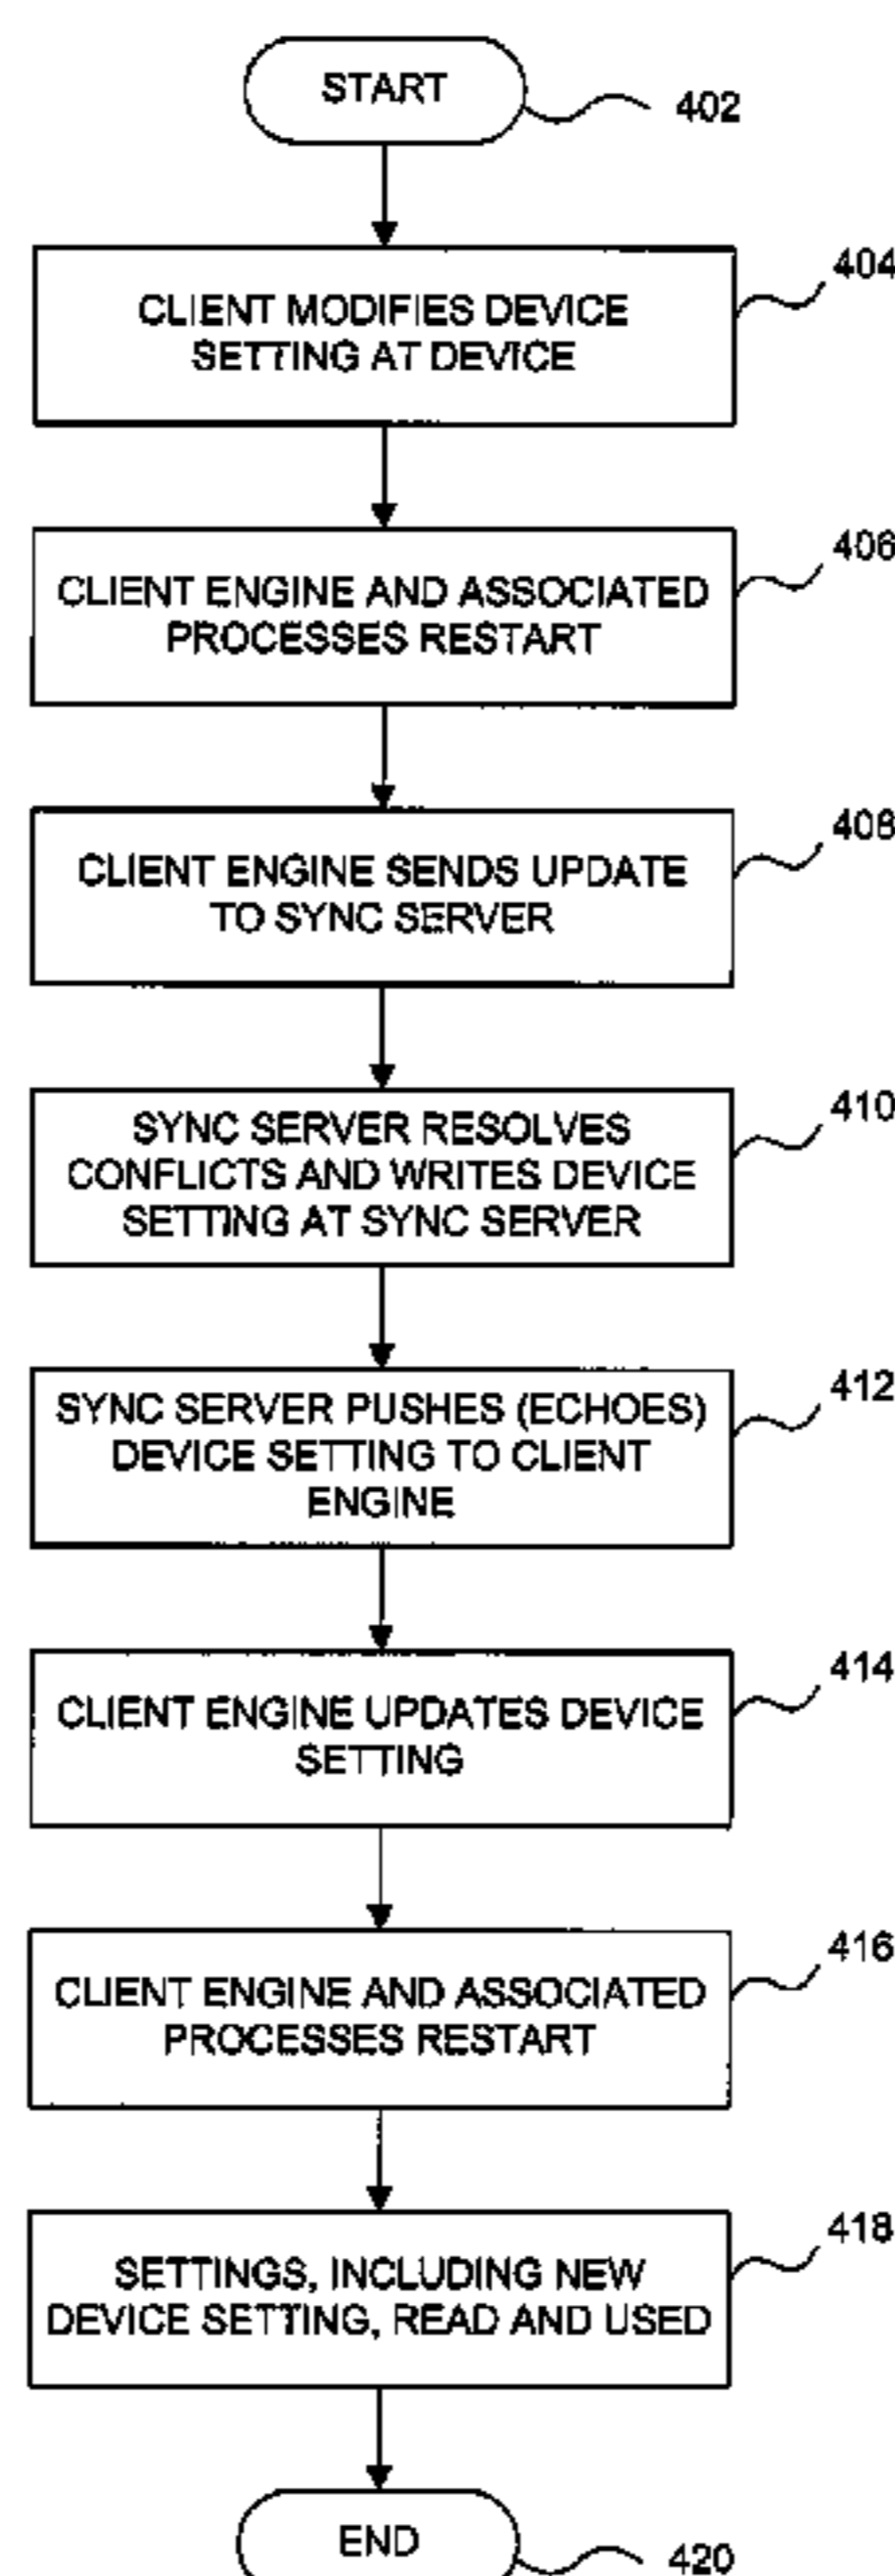 START
402
404
CLIENT MODIFIES DEVICE
SETTING AT DEVICE
406
CLIENT ENGINE AND ASSOCIATED
PROCESSES RESTART
408
CLIENT ENGINE SENDS UPDATE
TO SYNC SERVER
410
SYNC SERVER RESOLVES
CONFLICTS AND WRITES DEVICE
SETTING AT SYNC SERVER
412
SYNC SERVER PUSHES (ECHOES)
DEVICE SETTING TO CLIENT
ENGINE
414
CLIENT ENGINE UPDATES DEVICE
SETTING
416
CLIENT ENGINE AND ASSOCIATED
PROCESSES RESTART
418
SETTINGS, INCLUDING NEW
DEVICE SETTING, READ AND USED
END
420